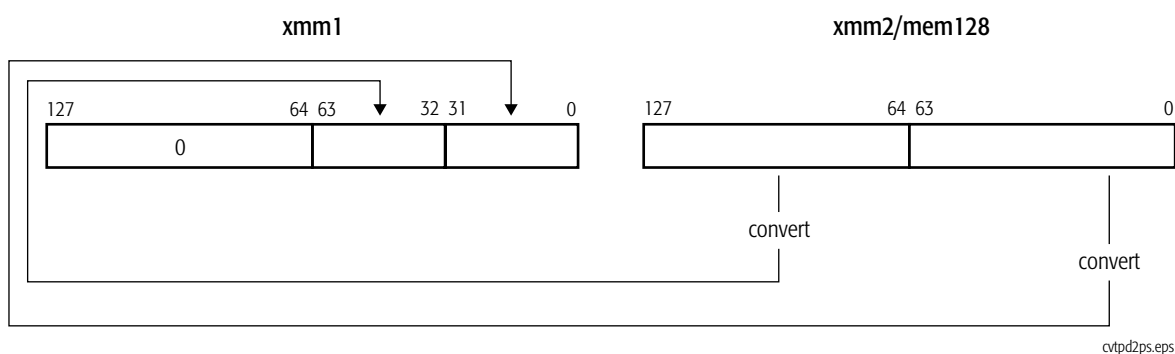 xmm1 xmm2/mem128
127 64 63 32 31 0 127 64 63 0
0
convert
convert
cvtpd2ps.eps